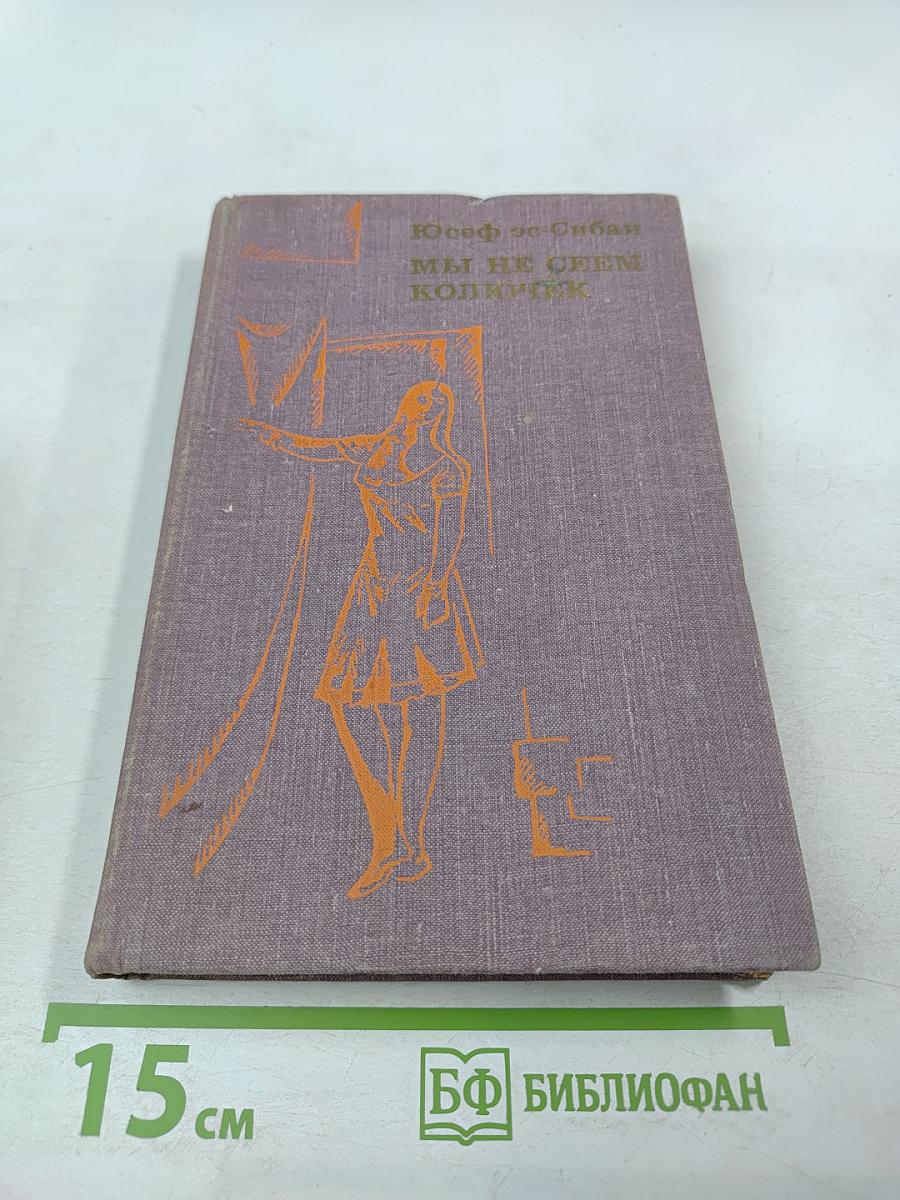 Юсеф эс-Сибаи
МЫ НЕ СЕЕМ
КОЛЮЧЕК
15 см
БФ БИБЛИОФАН